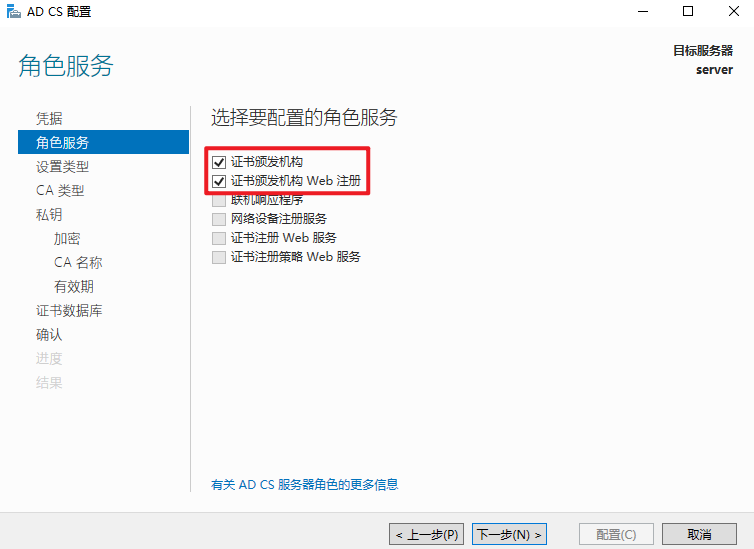 AD CS 配置
角色服务
目标服务器
server
凭据
角色服务
设置类型
CA 类型
私钥
加密
CA 名称
有效期
证书数据库
确认
进度
结果
选择要配置的角色服务
证书颁发机构
证书颁发机构 Web 注册
联机响应程序
网络设备注册服务
证书注册 Web 服务
证书注册策略 Web 服务
有关 AD CS 服务器角色的更多信息
< 上一步(P)
下一步(N) >
配置(C)
取消